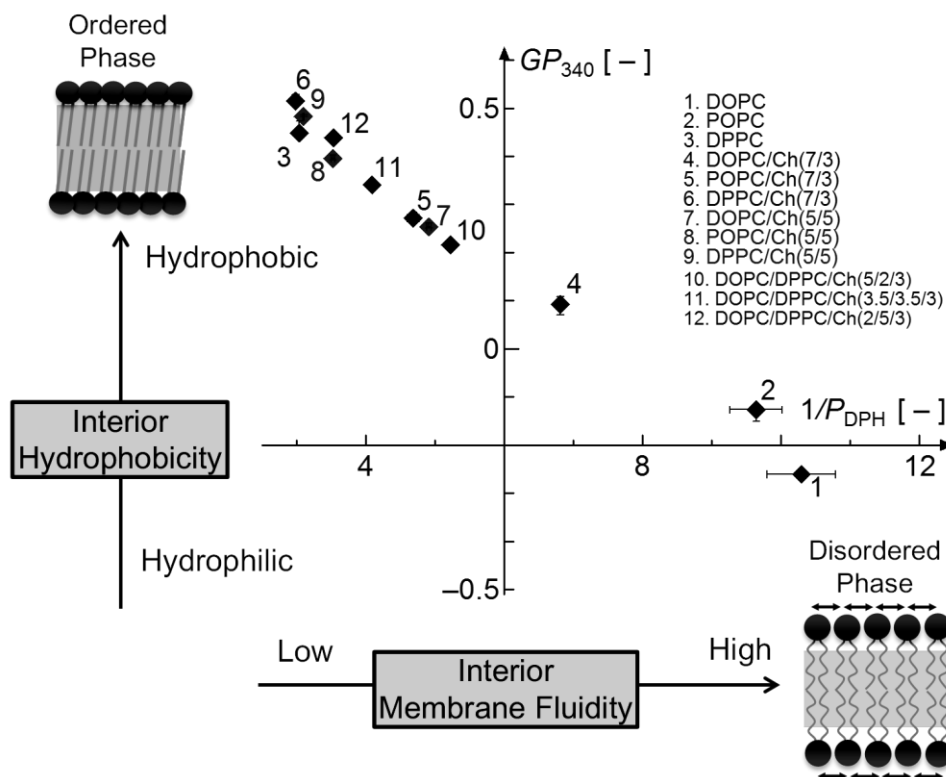 Ordered
Phase
GP340 [ – ]
0.5
6
9
12
3
8
11
5
7
10
4
1. DOPC
2. POPC
3. DPPC
4. DOPC/Ch(7/3)
5. POPC/Ch(7/3)
6. DPPC/Ch(7/3)
7. DOPC/Ch(5/5)
8. POPC/Ch(5/5)
9. DPPC/Ch(5/5)
10. DOPC/DPPC/Ch(5/2/3)
11. DOPC/DPPC/Ch(3.5/3.5/3)
12. DOPC/DPPC/Ch(2/5/3)
Hydrophobic
0
2
1/PDPH [ – ]
Interior
Hydrophobicity
4
8
12
1
Hydrophilic
–0.5
Disordered
Phase
Low
Interior
Membrane Fluidity
High